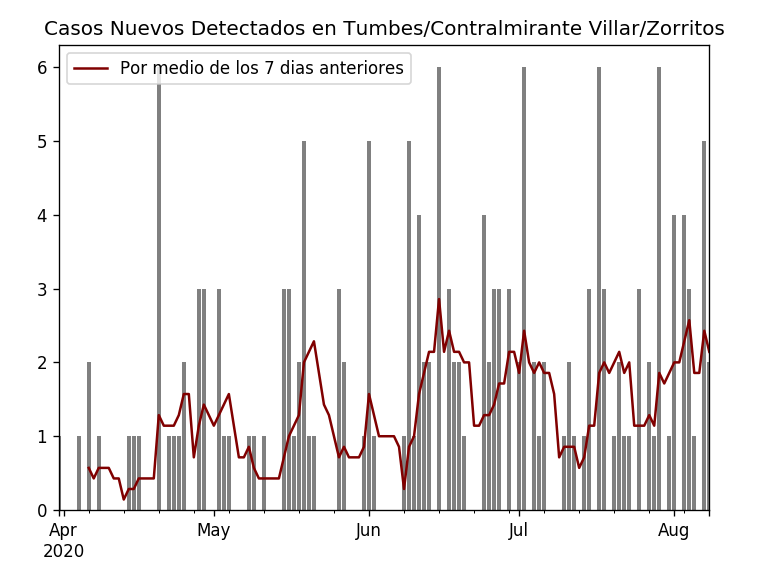 Casos Nuevos Detectados en Tumbes/Contralmirante Villar/Zorritos
Por medio de los 7 dias anteriores
6
5
4
3
2
1
0
Apr May Jun Jul Aug
2020